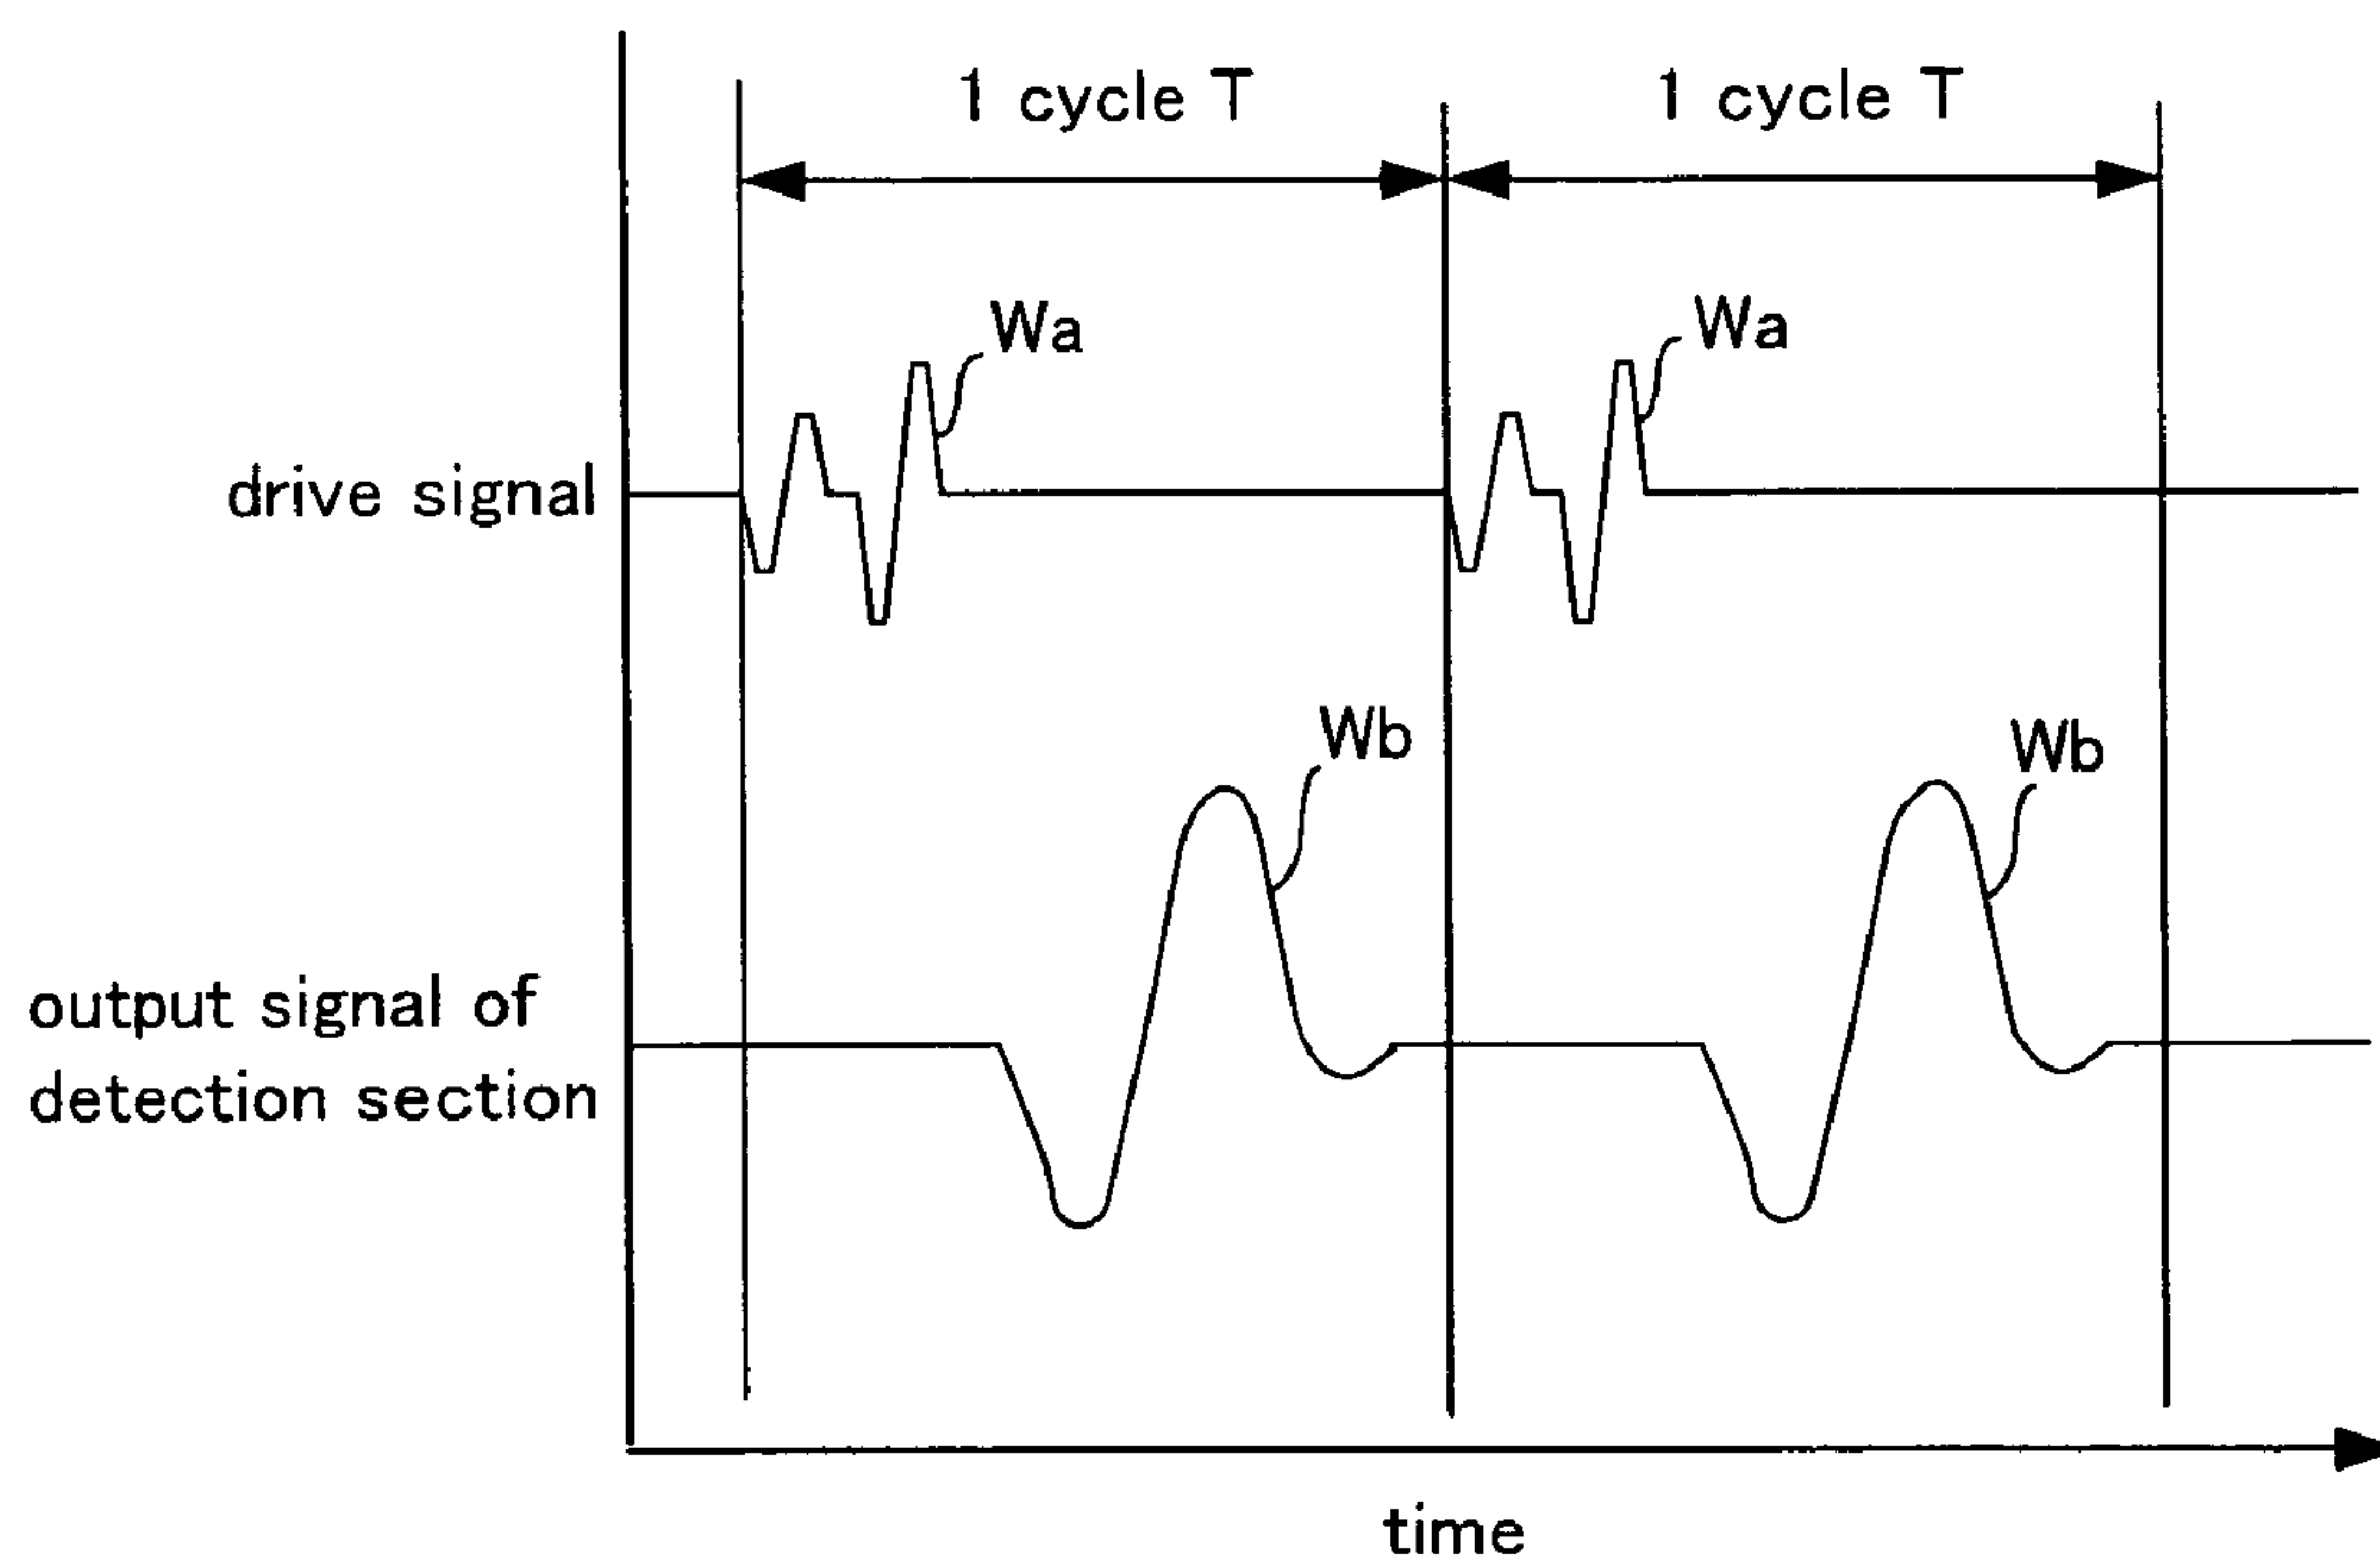 1 cycle T
1 cycle T
Wa
Wa
drive signal
Wb
Wb
output signal of
detection section
time